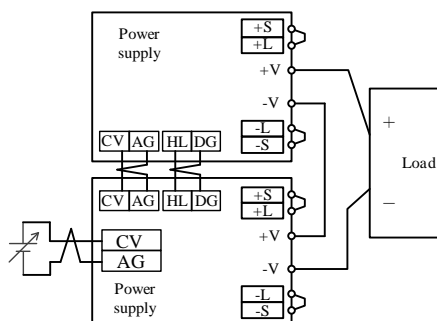 Power
supply
+S
+L
+V
-V
-L
-S
CV AG HL DG
+
Load
−
CV AG HL DG
+S
+L
+V
-V
CV
AG
Power
supply
-L
-S